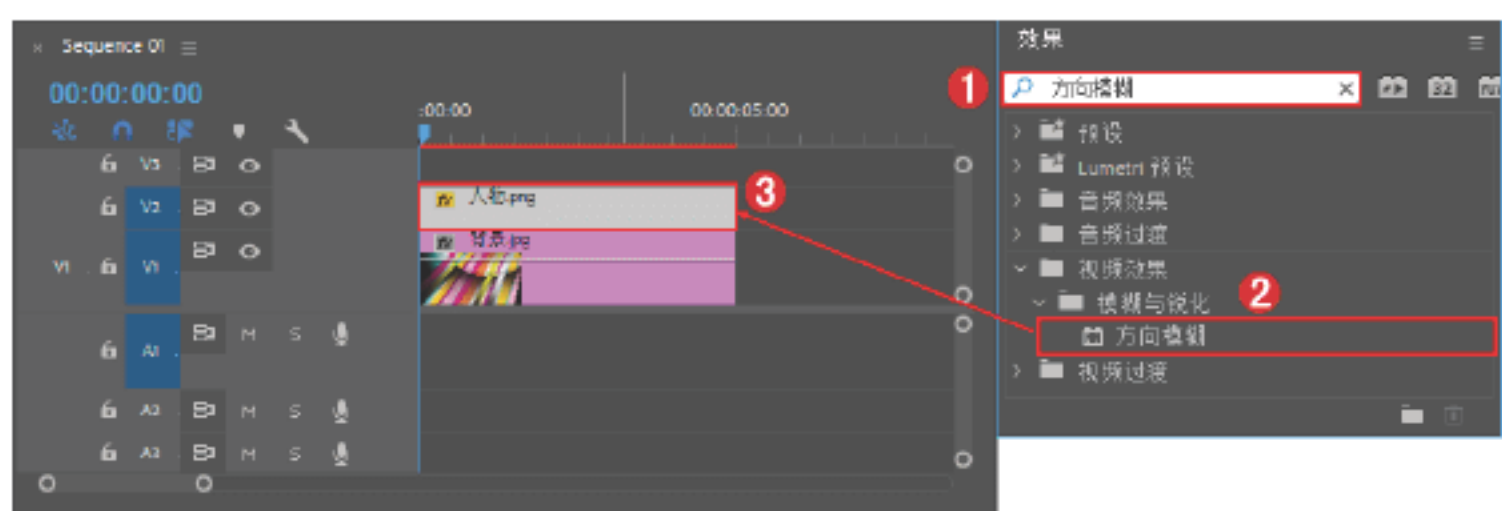 Sequence 01
00:00:00:00
:00:00
00:00:05:00
V3
V2
人物.png
V1
V1
背景.jpg
A1
M
S
A2
M
S
A3
M
S
效果
1
方向模糊
32
预设
Lumetri 预设
音频效果
音频过渡
视频效果
模糊与锐化
2
方向模糊
视频过渡
3